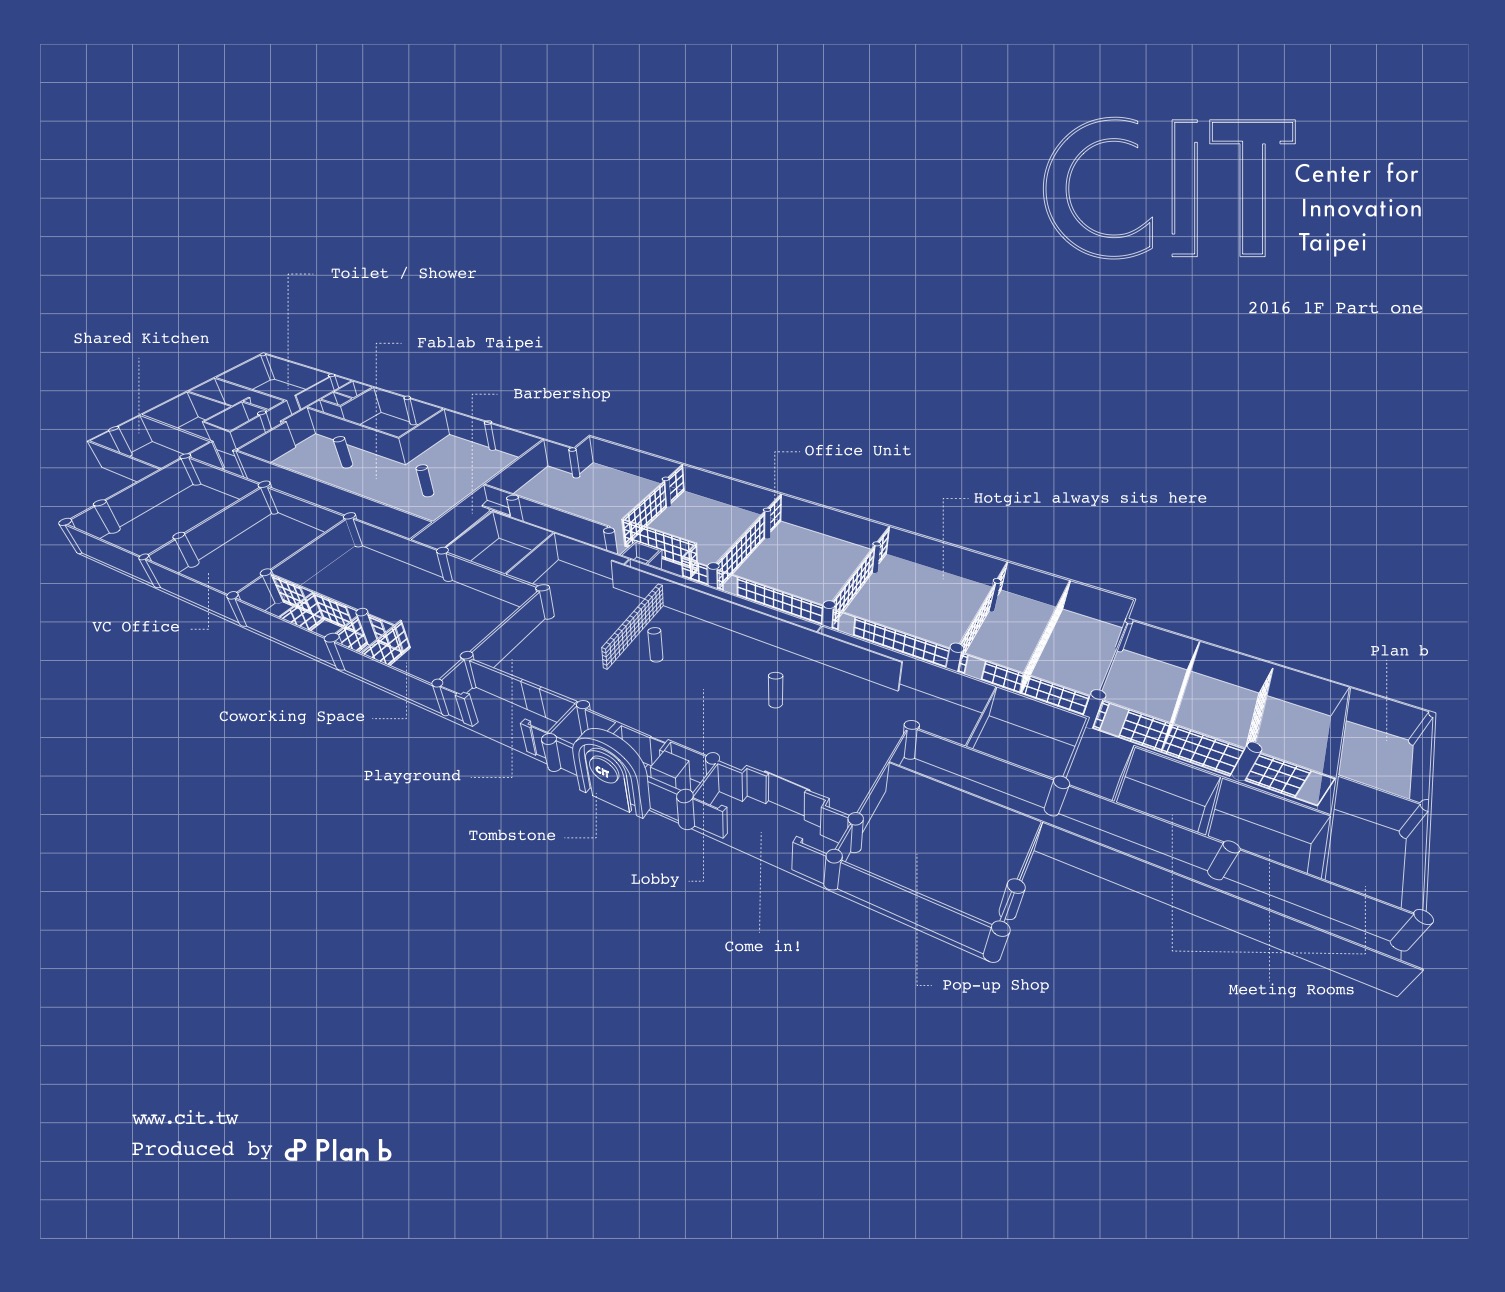 CIT
Center for
Innovation
Taipei
2016 1F Part one
Toilet / Shower
Shared Kitchen
Fablab Taipei
Barbershop
Office Unit
Hotgirl always sits here
Plan b
VC Office
Coworking Space
Playground
CIT
Tombstone
Lobby
Come in!
Pop-up Shop
Meeting Rooms
www.cit.tw
Produced by Plan b